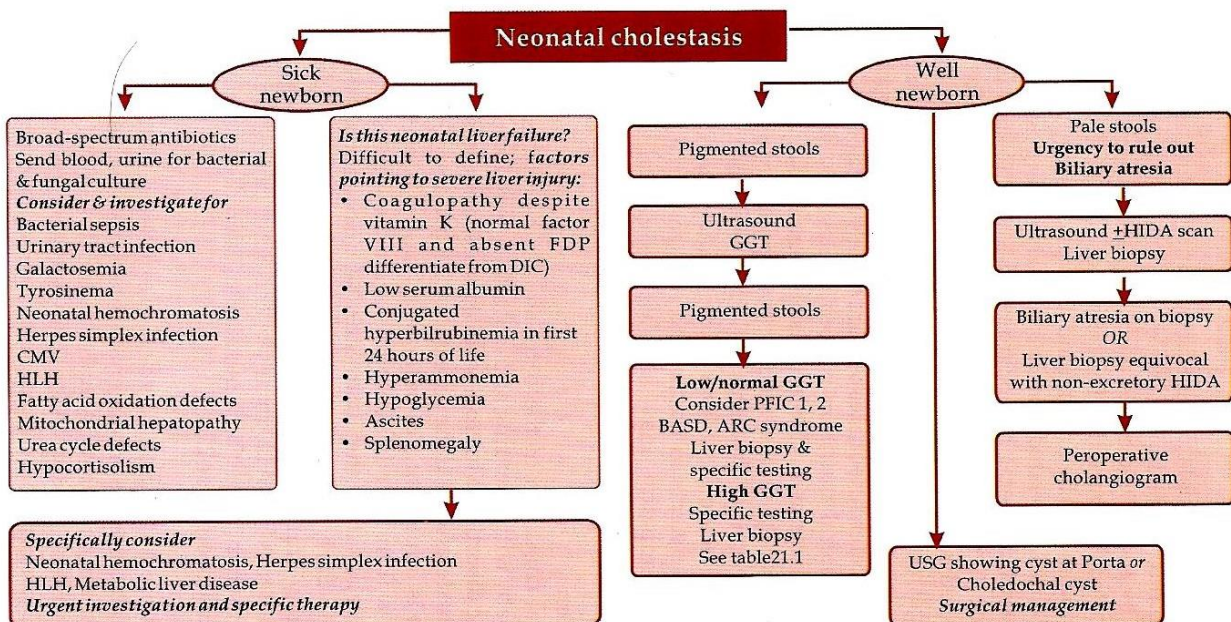 Neonatal cholestasis
Sick
newborn
Well
newborn
Broad-spectrum antibiotics
Send blood, urine for bacterial
& fungal culture
Consider & investigate for
Bacterial sepsis
Urinary tract infection
Galactosemia
Tyrosinema
Neonatal hemochromatosis
Herpes simplex infection
CMV
HLH
Fatty acid oxidation defects
Mitochondrial hepatopathy
Urea cycle defects
Hypocortisolism
Is this neonatal liver failure?
Difficult to define; factors
pointing to severe liver injury:
• Coagulopathy despite
vitamin K (normal factor
VIII and absent FDP
differentiate from DIC)
• Low serum albumin
• Conjugated
hyperbilrubinemia in first
24 hours of life
• Hyperammonemia
• Hypoglycemia
• Ascites
• Splenomegaly
Specifically consider
Neonatal hemochromatosis, Herpes simplex infection
HLH, Metabolic liver disease
Urgent investigation and specific therapy
Pigmented stools
Ultrasound
GGT
Pigmented stools
Low/normal GGT
Consider PFIC 1, 2
BASD, ARC syndrome
Liver biopsy &
specific testing
High GGT
Specific testing
Liver biopsy
See table21.1
Pale stools
Urgency to rule out
Biliary atresia
Ultrasound ±HIDA scan
Liver biopsy
Biliary atresia on biopsy
OR
Liver biopsy equivocal
with non-excretory HIDA
Peroperative
cholangiogram
USG showing cyst at Porta or
Choledochal cyst
Surgical management